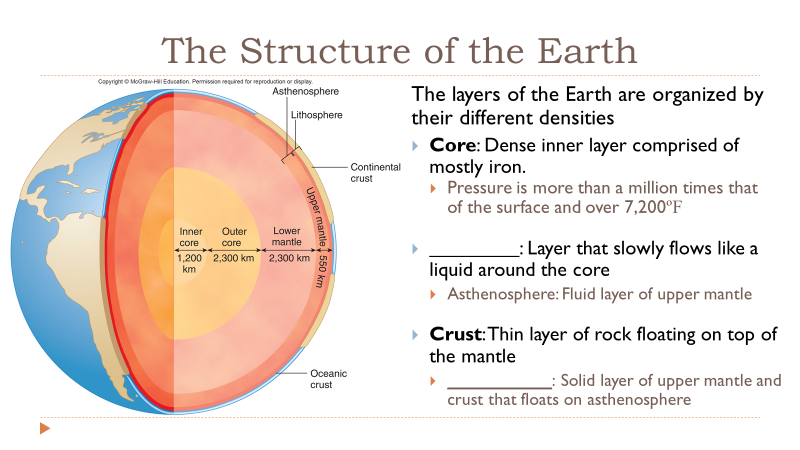 The Structure of the Earth
Copyright © McGraw-Hill Education. Permission required for reproduction or display.
Asthenosphere
Lithosphere
Continental
crust
Upper mantle
550 km
Inner
core
1,200
km
Outer
core
2,300 km
Lower
mantle
2,300 km
Oceanic
crust
The layers of the Earth are organized by
their different densities
Core: Dense inner layer comprised of
mostly iron.
Pressure is more than a million times that
of the surface and over 7,200°F
_________: Layer that slowly flows like a
liquid around the core
Asthenosphere: Fluid layer of upper mantle
Crust: Thin layer of rock floating on top of
the mantle
___________: Solid layer of upper mantle and
crust that floats on asthenosphere